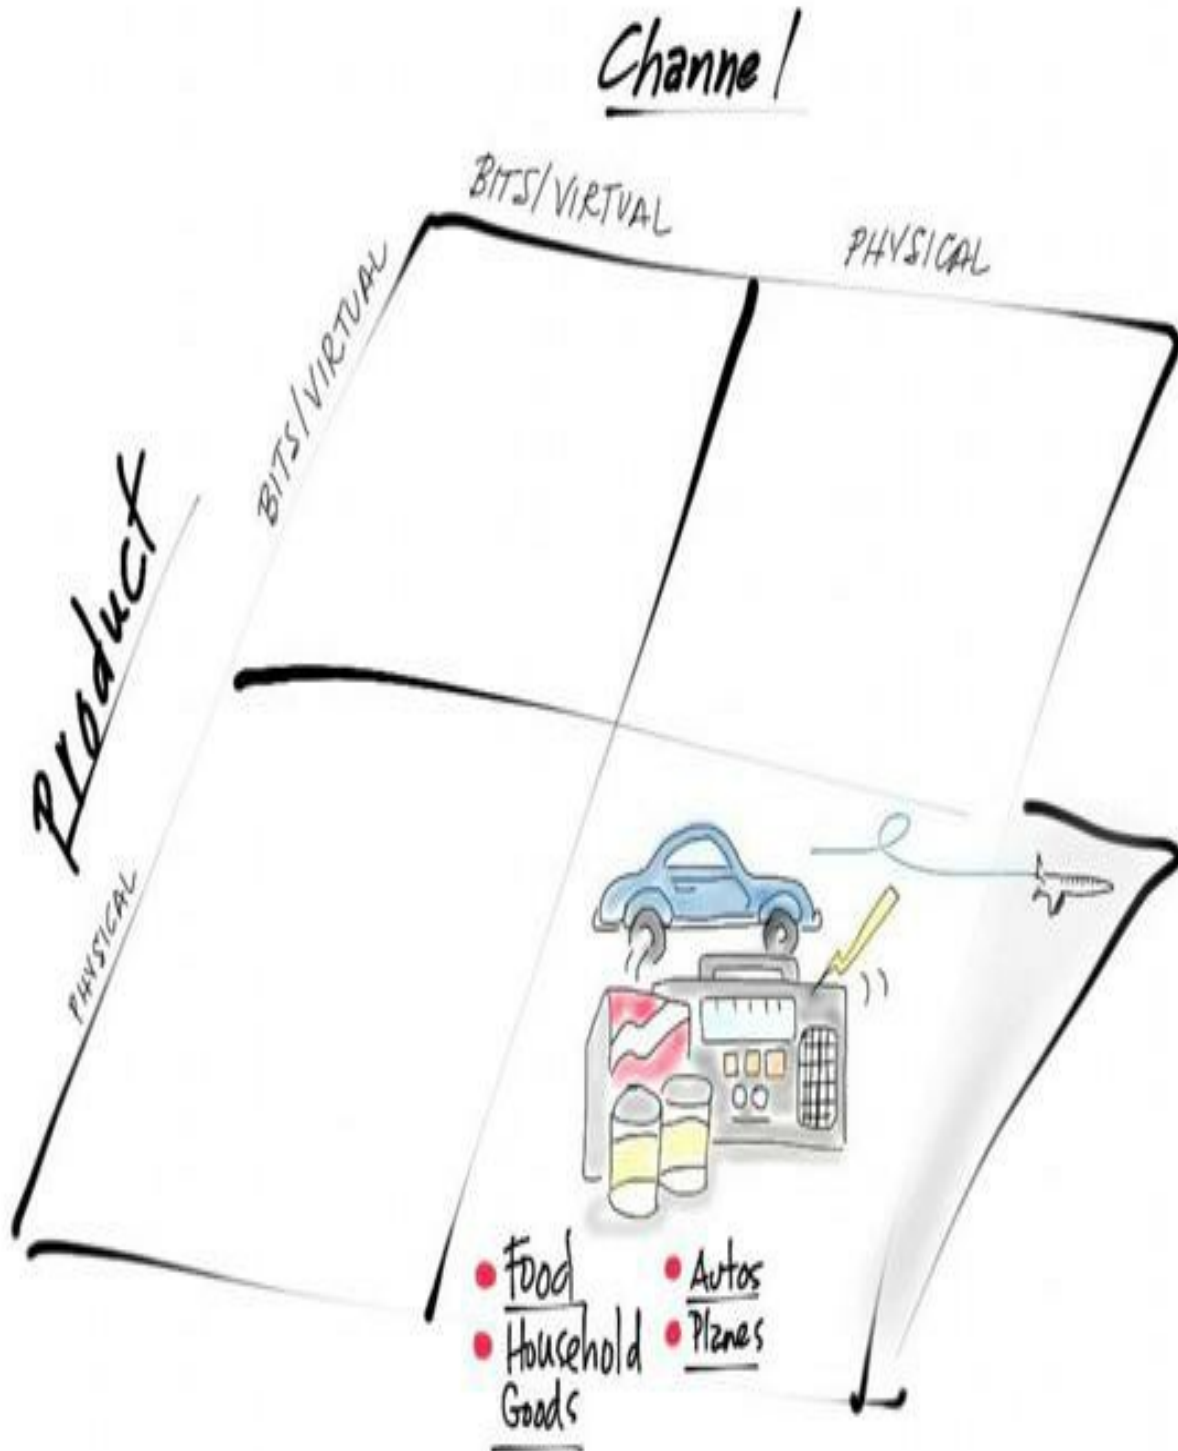 Channel
BITS/VIRTUAL
PHYSICAL
BITS/VIRTUAL
Product
PHYSICAL
• Food
• Household
Goods
• Autos
• Planes